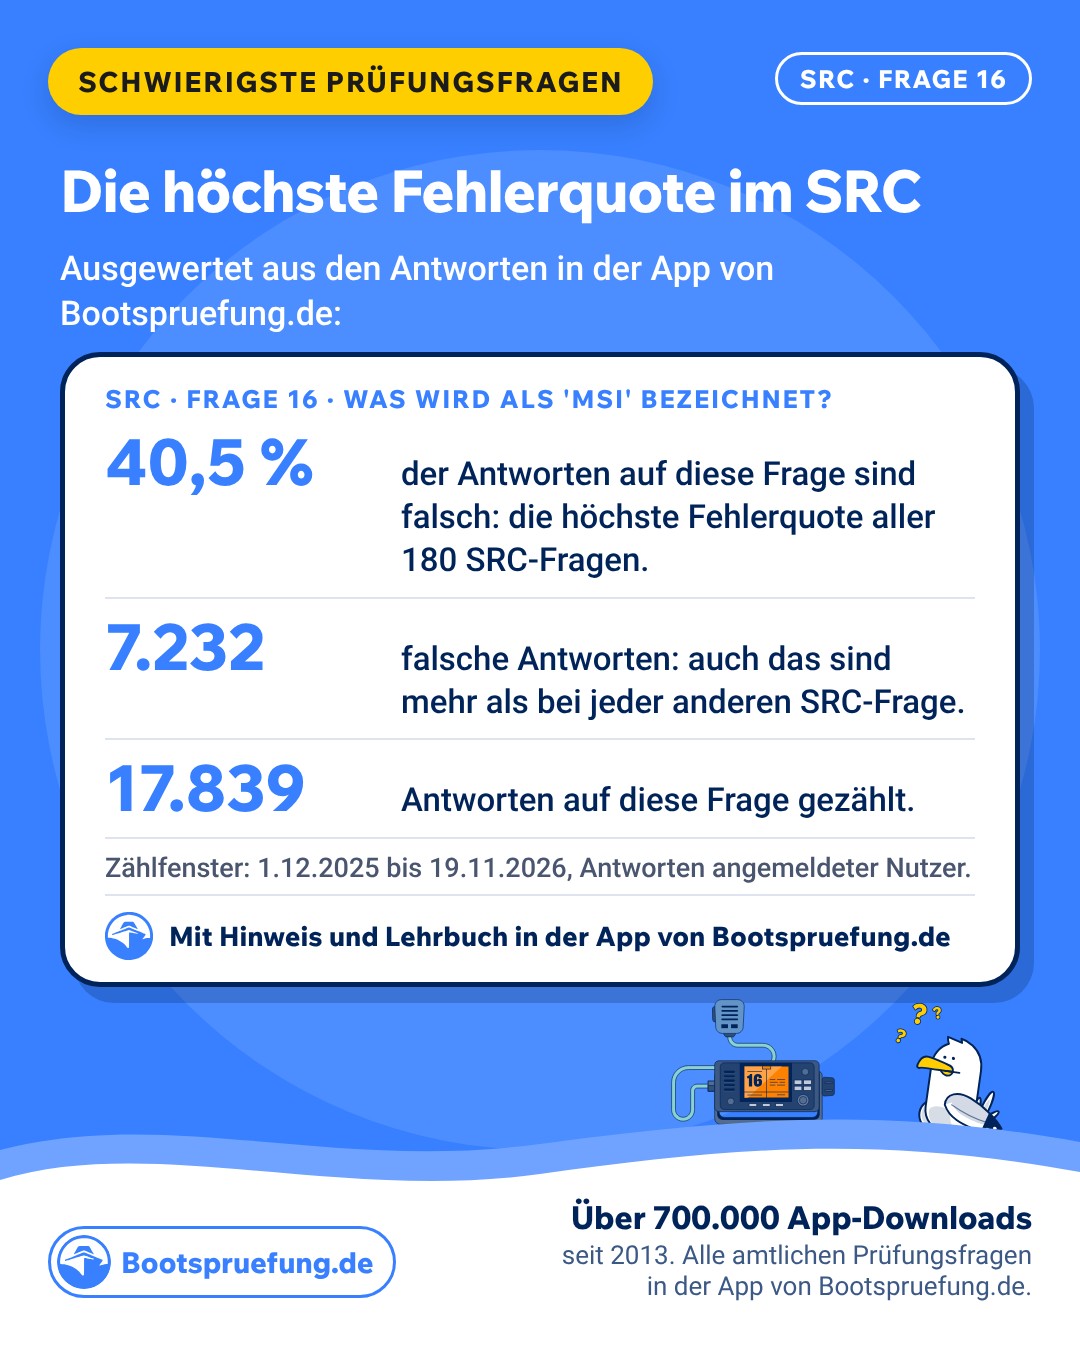 SCHWIERIGSTE PRÜFUNGSFRAGEN
SRC · FRAGE 16
Die höchste Fehlerquote im SRC
Ausgewertet aus den Antworten in der App von
Bootspruefung.de:
SRC · FRAGE 16 · WAS WIRD ALS 'MSI' BEZEICHNET?
40,5 %
der Antworten auf diese Frage sind
falsch: die höchste Fehlerquote aller
180 SRC-Fragen.
7.232
falsche Antworten: auch das sind
mehr als bei jeder anderen SRC-Frage.
17.839
Antworten auf diese Frage gezählt.
Zählfenster: 1.12.2025 bis 19.11.2026, Antworten angemeldeter Nutzer.
Mit Hinweis und Lehrbuch in der App von Bootspruefung.de
? ? ?
16
Über 700.000 App-Downloads
seit 2013. Alle amtlichen Prüfungsfragen
in der App von Bootspruefung.de.
Bootspruefung.de